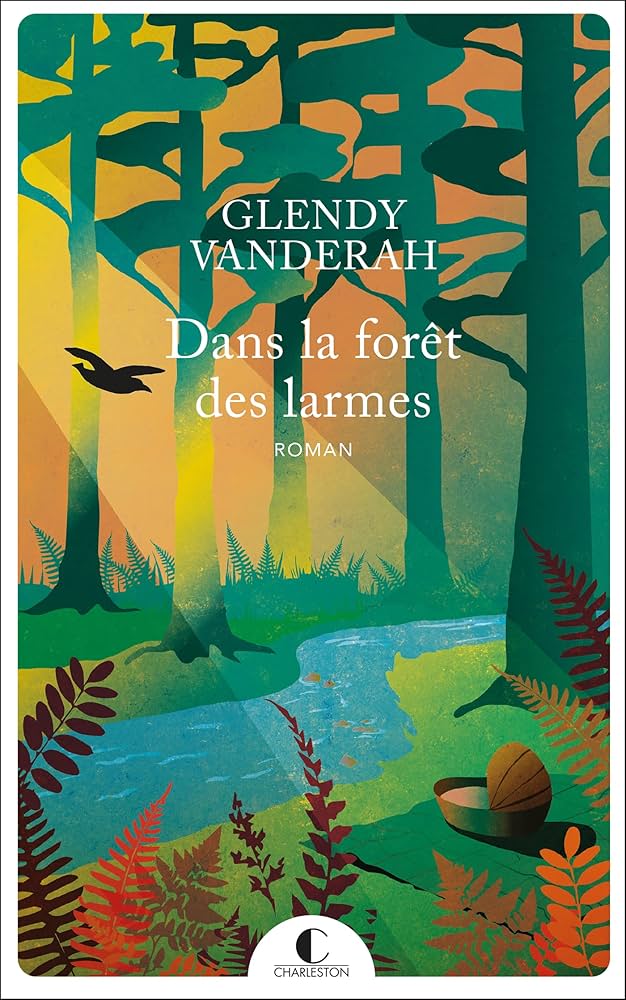 GLENDY
VANDERAH
Dans la forêt
des larmes
ROMAN
C
CHARLESTON